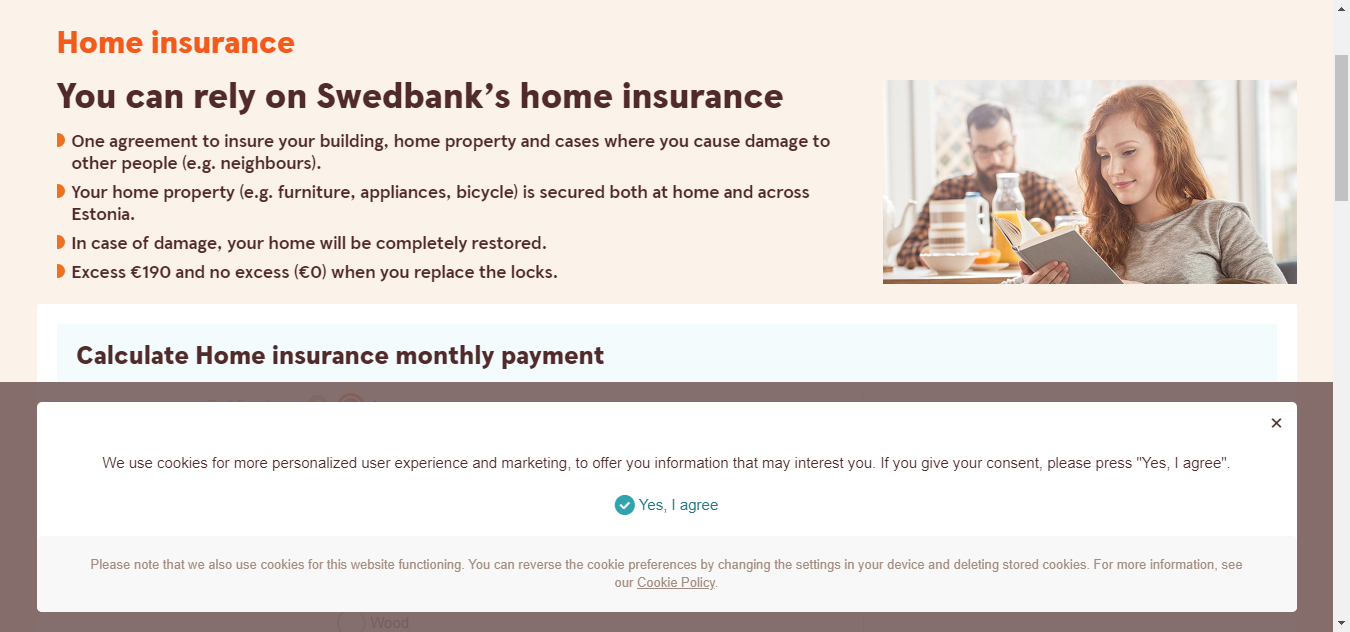 Home insurance
You can rely on Swedbank’s home insurance
One agreement to insure your building, home property and cases where you cause damage to
other people (e.g. neighbours).
Your home property (e.g. furniture, appliances, bicycle) is secured both at home and across
Estonia.
In case of damage, your home will be completely restored.
Excess €190 and no excess (€0) when you replace the locks.
Calculate Home insurance monthly payment
We use cookies for more personalized user experience and marketing, to offer you information that may interest you. If you give your consent, please press "Yes, I agree".
Yes, I agree
Please note that we also use cookies for this website functioning. You can reverse the cookie preferences by changing the settings in your device and deleting stored cookies. For more information, see
our Cookie Policy.
Wood